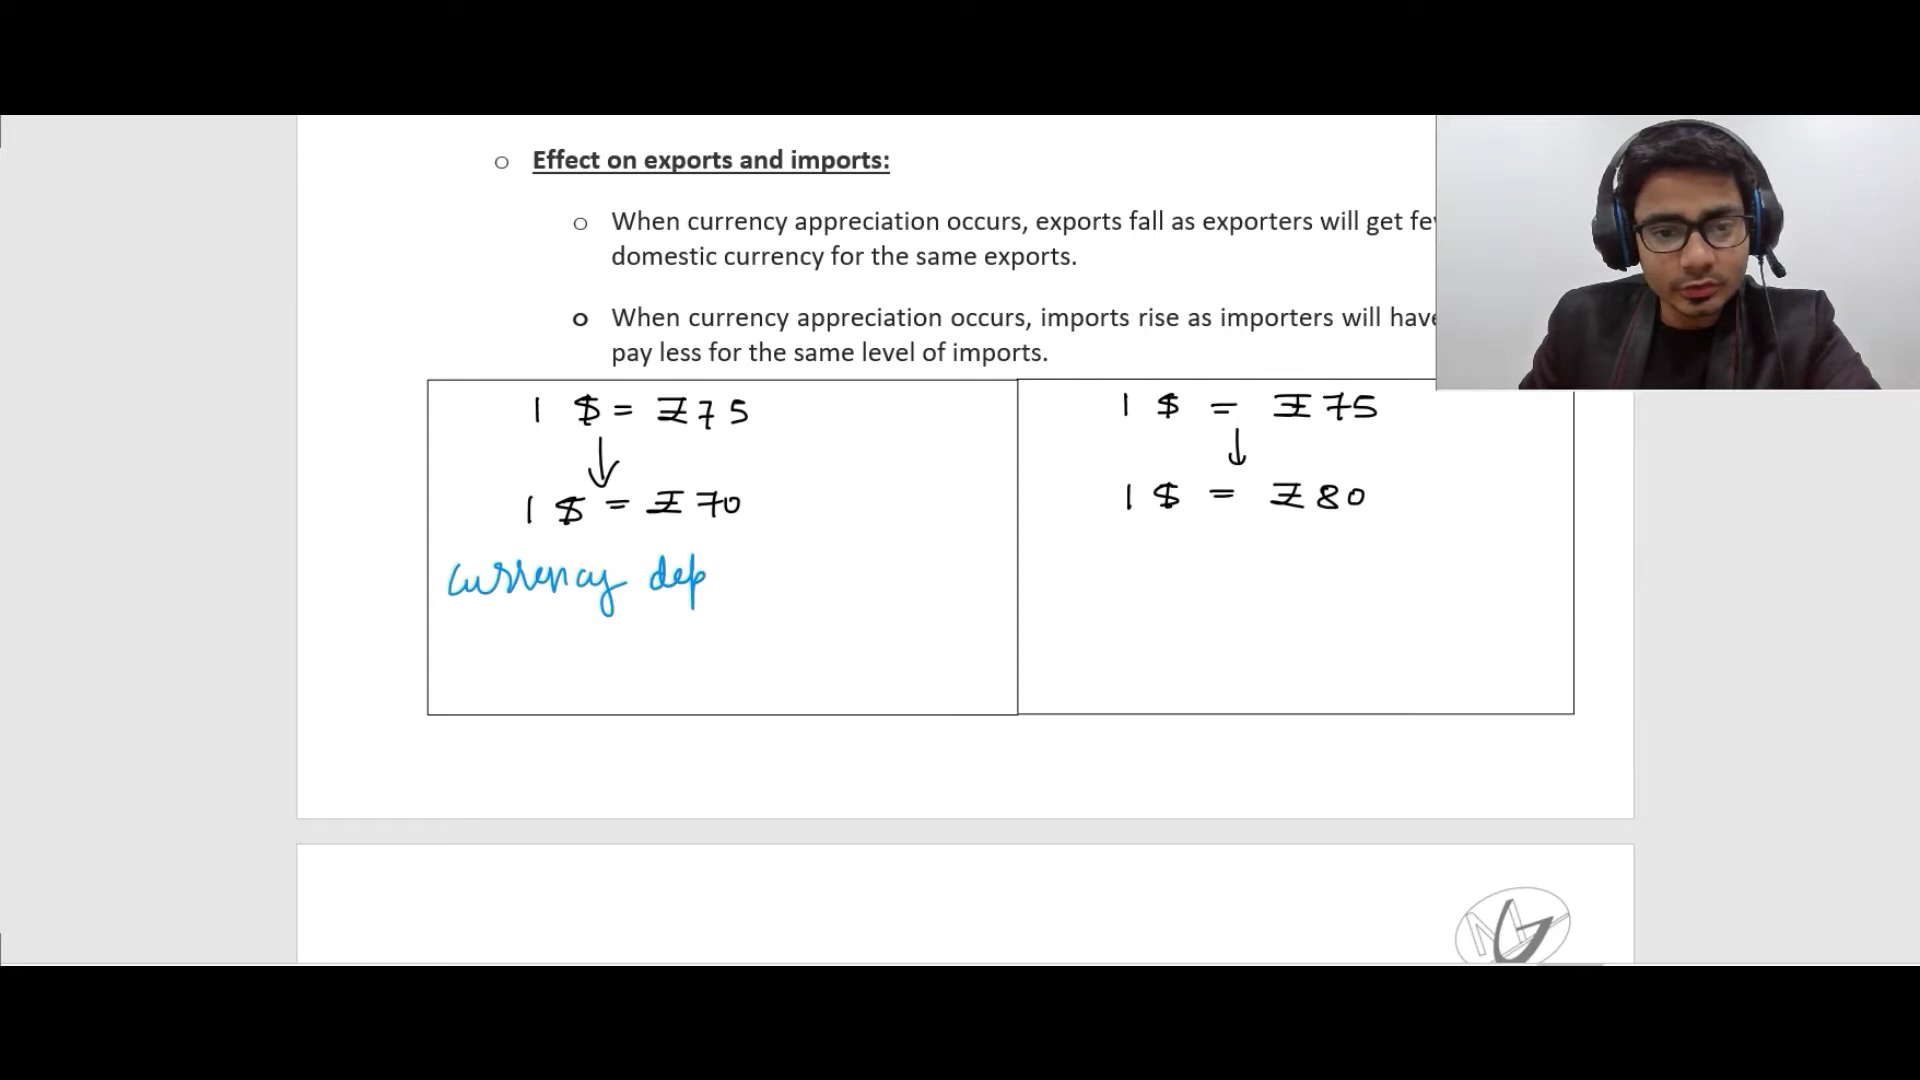 Effect on exports and imports:
When currency appreciation occurs, exports fall as exporters will get
domestic currency for the same exports.
When currency appreciation occurs, imports rise as importers will have
pay less for the same level of imports.
1 $ = ₹75
1 $ = ₹70
currency dep
1 $ = ₹75
1 $ = ₹80